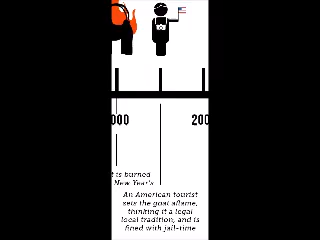 000
200
t is burned
New Year's
An American tourist
sets the goat aflame,
thinking it a legal
local tradition, and is
fined with jail-time